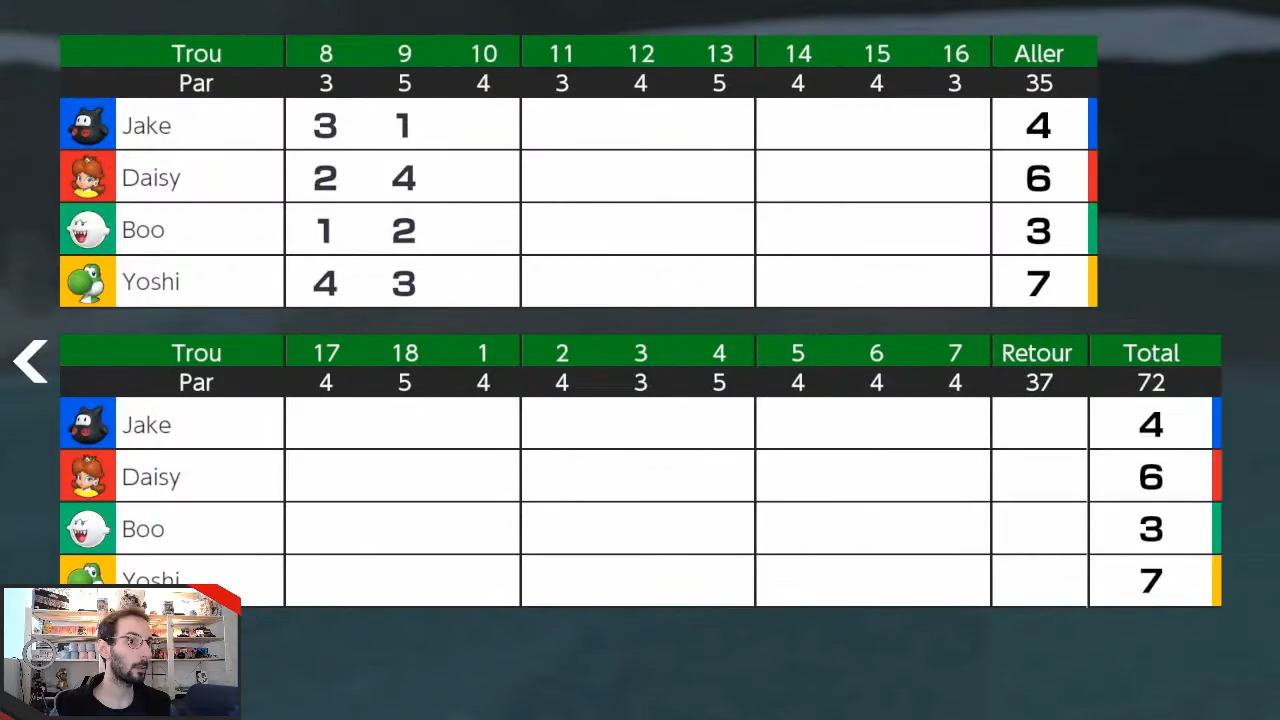 Trou 8 9 10 11 12 13 14 15 16 Aller
Par 3 5 4 3 4 5 4 4 3 35
Jake 3 1 4
Daisy 2 4 6
Boo 1 2 3
Yoshi 4 3 7
Trou 17 18 1 2 3 4 5 6 7 Retour Total
Par 4 5 4 4 3 5 4 4 4 37 72
Jake 4
Daisy 6
Boo 3
Yoshi 7